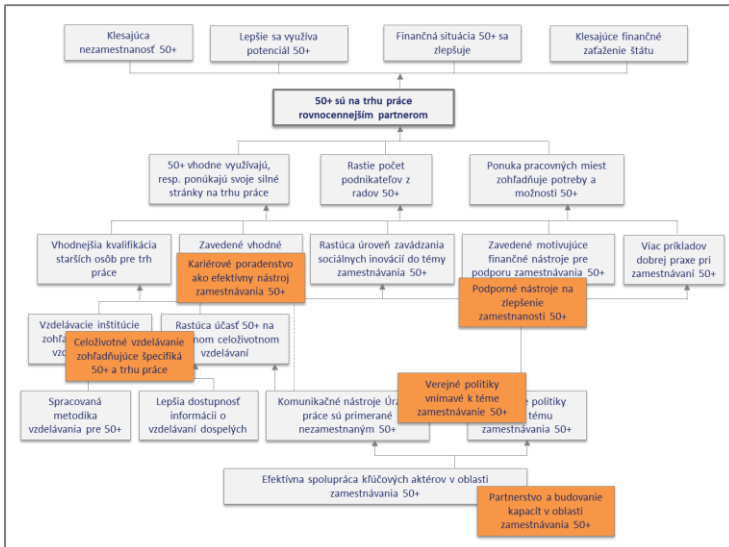 Klesajúca
nezamestnanosť 50+
Lepšie sa využíva
potenciál 50+
Finančná situácia 50+ sa
zlepšuje
Klesajúce finančné
zaťaženie štátu
50+ sú na trhu práce
rovnocennejším partnerom
50+ vhodne využívajú,
resp. ponúkajú svoje silné
stránky na trhu práce
Rastie počet
podnikateľov z
radov 50+
Ponuka pracovných miest
zohľadňuje potreby a
možnosti 50+
Vhodnejšia kvalifikácia
starších osôb pre trh
práce
Zavedené vhodné
Kariérové poradenstvo
ako efektívny nástroj
zamestnávania 50+
Rastúca úroveň zavádzania
sociálnych inovácií do témy
zamestnávania 50+
Zavedené motivujúce
finančné nástroje pre
podporu zamestnávania 50+
Viac príkladov
dobrej praxe pri
zamestnávaní 50+
Podporné nástroje na
zlepšenie
zamestnanosti 50+
Vzdelávacie inštitúcie
Rastúca účasť 50+ na
celoživotnom
vzdelávaní
Celoživotné vzdelávanie
zohľadňujúce špecifiká
50+ a trhu práce
Spracovaná
metodika
vzdelávania pre 50+
Lepšia dostupnosť
informácii o
vzdelávaní dospelých
Komunikačné nástroje
práce sú primerané
nezamestnaným 50+
Verejné politiky
vnímavé k téme
zamestnávanie 50+
politiky
tému
zamestnávania 50+
Efektívna spolupráca kľúčových aktérov v oblasti
zamestnávania 50+
Partnerstvo a budovanie
kapacít v oblasti
zamestnávania 50+